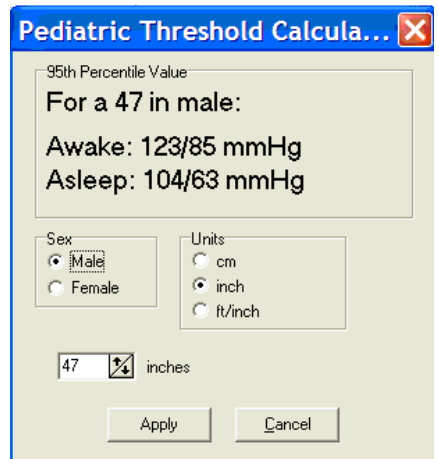 Pediatric Threshold Calcula...
95th Percentile Value
For a 47 in male:
Awake: 123/85 mmHg
Asleep: 104/63 mmHg
Sex
Male
Female
Units
cm
inch
ft/inch
47 inches
Apply Cancel